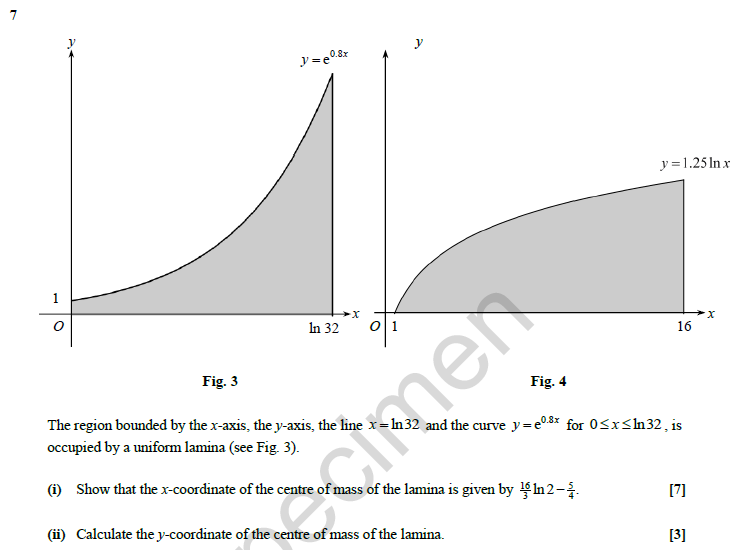 7
y
y = e^{0.8x}
1
O
ln 32
x
Fig. 3
y
y = 1.25 ln x
O
1
16
x
Fig. 4
The region bounded by the x-axis, the y-axis, the line x = ln 32 and the curve y = e^{0.8x} for 0 ≤ x ≤ ln 32, is
occupied by a uniform lamina (see Fig. 3).
(i) Show that the x-coordinate of the centre of mass of the lamina is given by 16/3 ln 2 − 5/4. [7]
(ii) Calculate the y-coordinate of the centre of mass of the lamina. [3]